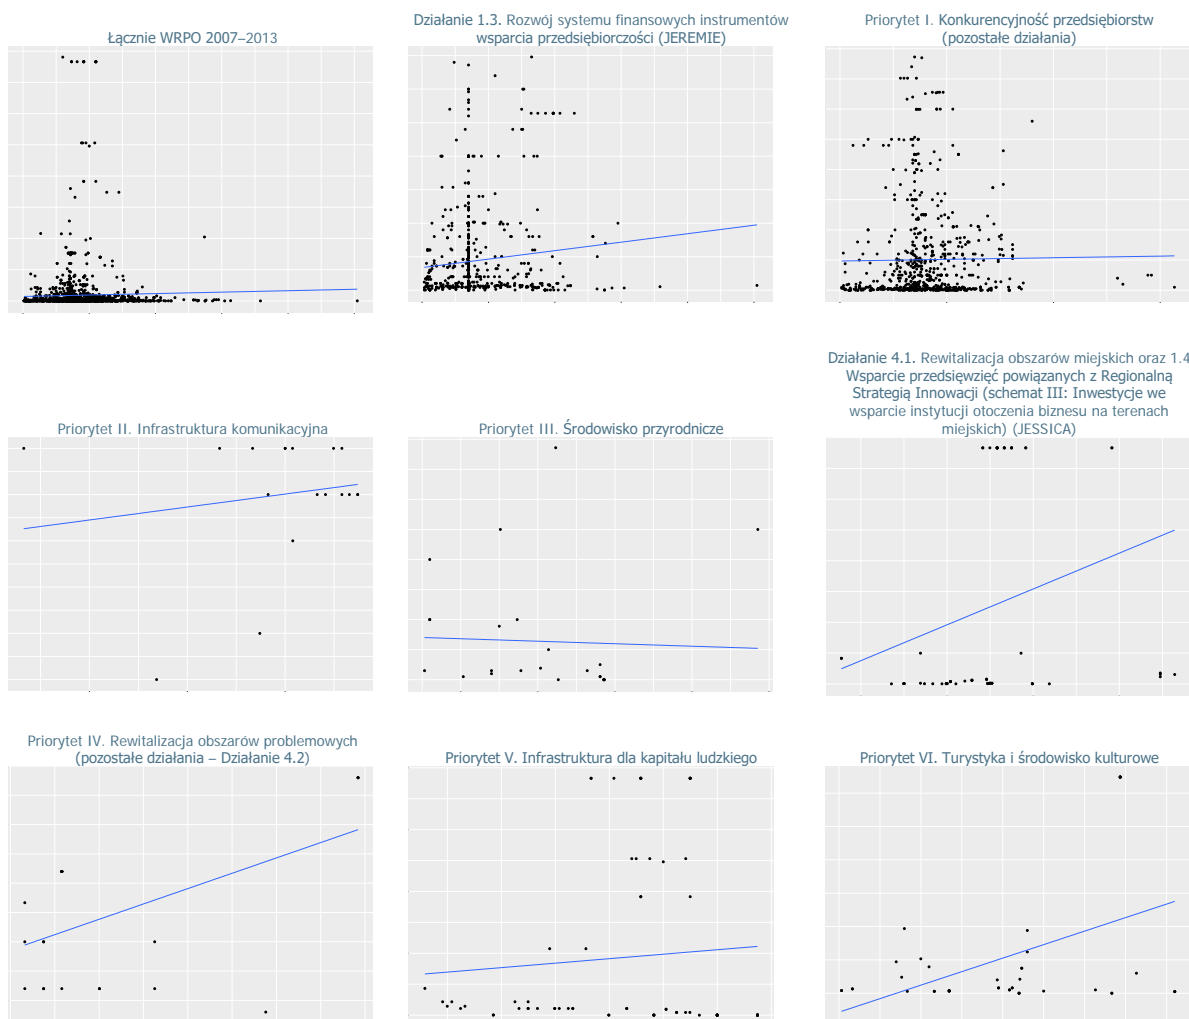 Łącznie WRPO 2007–2013
Działanie 1.3. Rozwój systemu finansowych instrumentów
wsparcia przedsiębiorczości (JEREMIE)
Priorytet I. Konkurencyjność przedsiębiorstw
(pozostałe działania)
Priorytet II. Infrastruktura komunikacyjna
Priorytet III. Środowisko przyrodnicze
Działanie 4.1. Rewitalizacja obszarów miejskich oraz 1.4
Wsparcie przedsięwzięć powiązanych z Regionalną
Strategią Innowacji (schemat III: Inwestycje we
wsparcie instytucji otoczenia biznesu na terenach
miejskich) (JESSICA)
Priorytet IV. Rewitalizacja obszarów problemowych
(pozostałe działania – Działanie 4.2)
Priorytet V. Infrastruktura dla kapitału ludzkiego
Priorytet VI. Turystyka i środowisko kulturowe